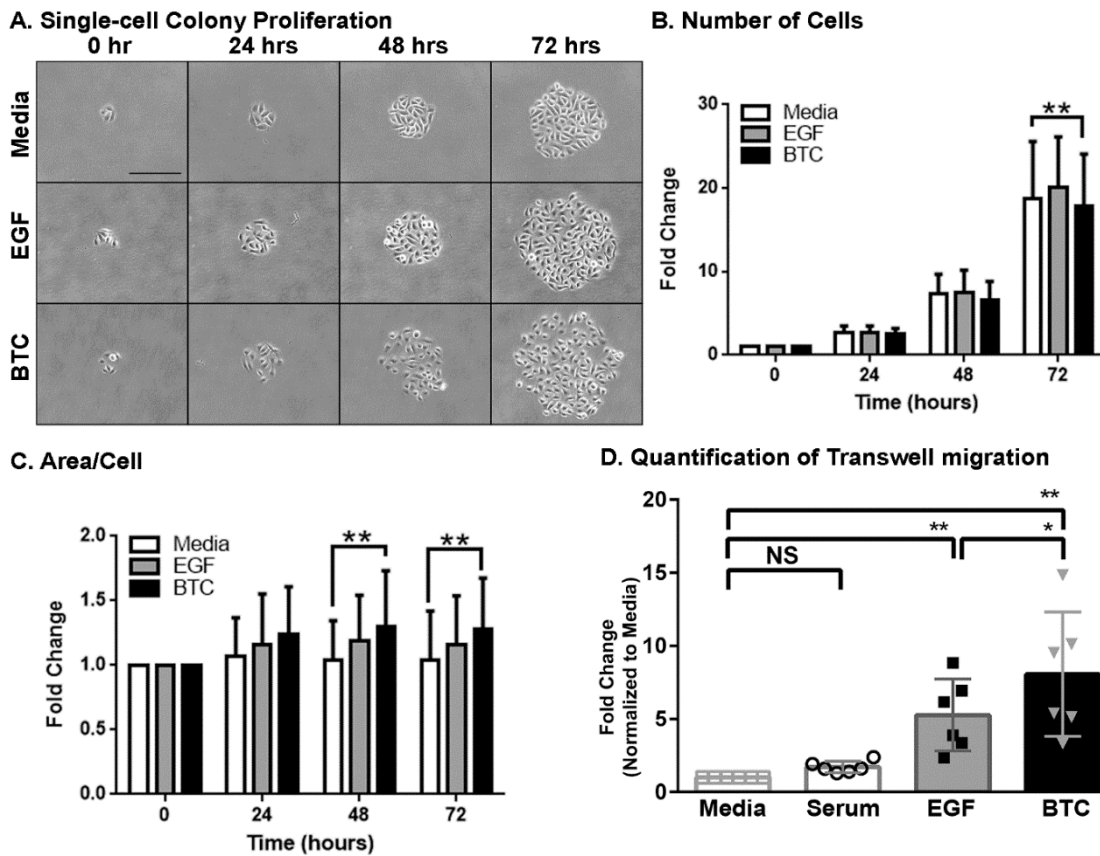 A. Single-cell Colony Proliferation
0 hr 24 hrs 48 hrs 72 hrs
Media
EGF
BTC
B. Number of Cells
Fold Change
30
20
10
0
Media
EGF
BTC
**
0 24 48 72
Time (hours)
C. Area/Cell
Fold Change
2.0
1.5
1.0
0.5
0.0
Media
EGF
BTC
** **
0 24 48 72
Time (hours)
D. Quantification of Transwell migration
Fold Change
(Normalized to Media)
20
15
10
5
0
**
** *
NS
Media Serum EGF BTC